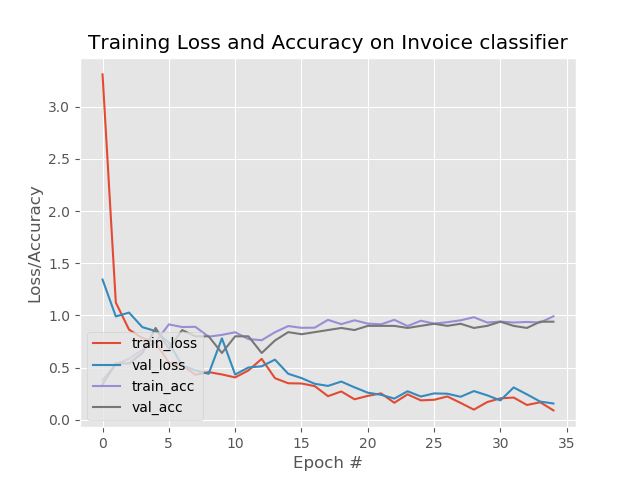 Training Loss and Accuracy on Invoice classifier
3.0
2.5
2.0
1.5
1.0
0.5
0.0
Loss/Accuracy
train_loss
val_loss
train_acc
val_acc
0 5 10 15 20 25 30 35
Epoch #